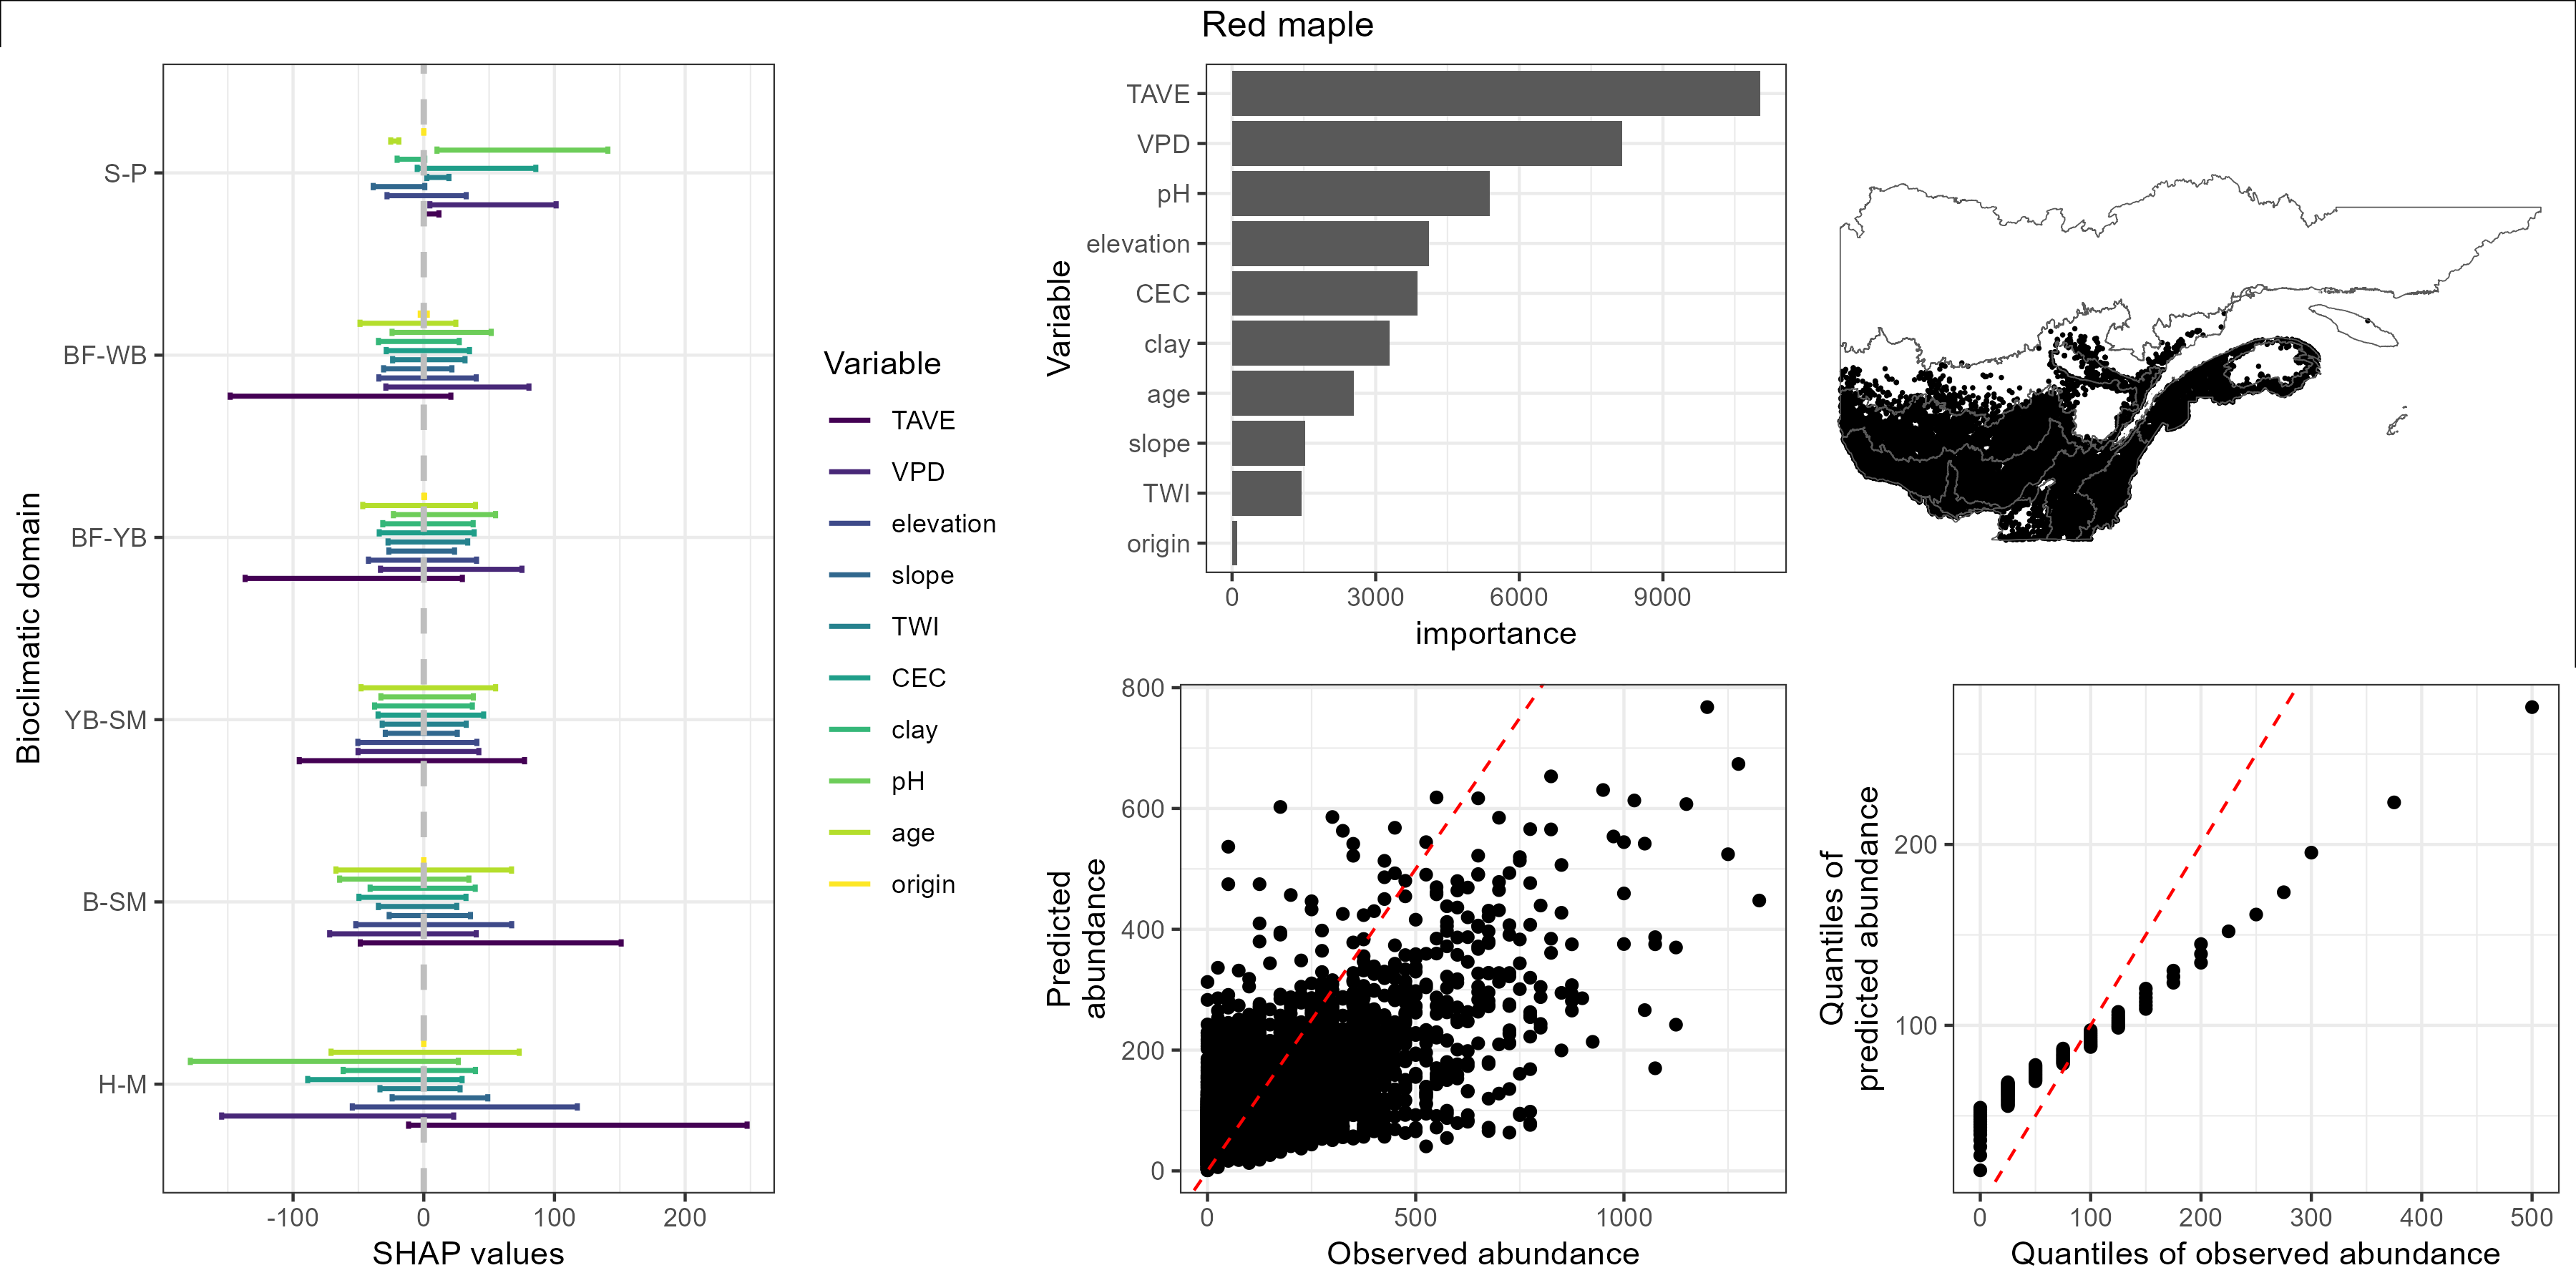 Red maple
Bioclimatic domain
S-P
BF-WB
BF-YB
YB-SM
B-SM
H-M
-100 0 100 200
SHAP values
Variable
TAVE
VPD
elevation
slope
TWI
CEC
clay
pH
age
origin
Variable
TAVE
VPD
pH
elevation
CEC
clay
age
slope
TWI
origin
0 3000 6000 9000
importance
Predicted
abundance
800
600
400
200
0
0 500 1000
Observed abundance
Quantiles of
predicted abundance
200
100
0 100 200 300 400 500
Quantiles of observed abundance